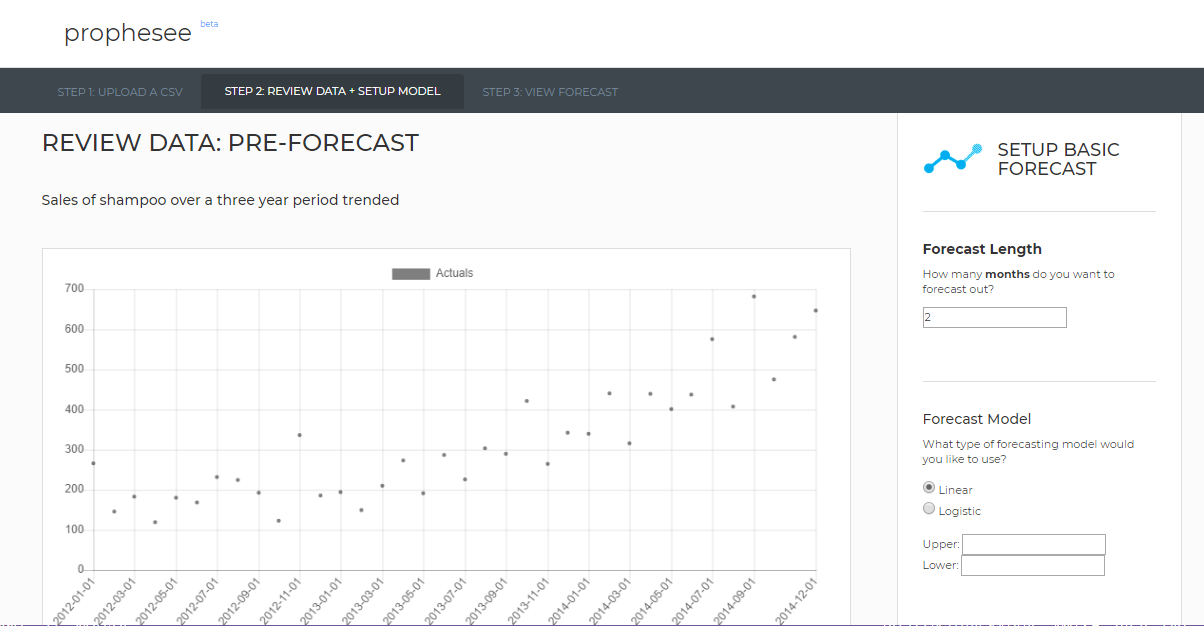 prophesee beta
STEP 1: UPLOAD A CSV
STEP 2: REVIEW DATA + SETUP MODEL
STEP 3: VIEW FORECAST
REVIEW DATA: PRE-FORECAST
Sales of shampoo over a three year period trended
Actuals
700
600
500
400
300
200
100
0
2012-01-01
2012-03-01
2012-05-01
2012-07-01
2012-09-01
2012-11-01
2013-01-01
2013-03-01
2013-05-01
2013-07-01
2013-09-01
2013-11-01
2014-01-01
2014-03-01
2014-05-01
2014-07-01
2014-09-01
2014-12-01
SETUP BASIC
FORECAST
Forecast Length
How many months do you want to
forecast out?
2
Forecast Model
What type of forecasting model would
you like to use?
Linear
Logistic
Upper:
Lower: